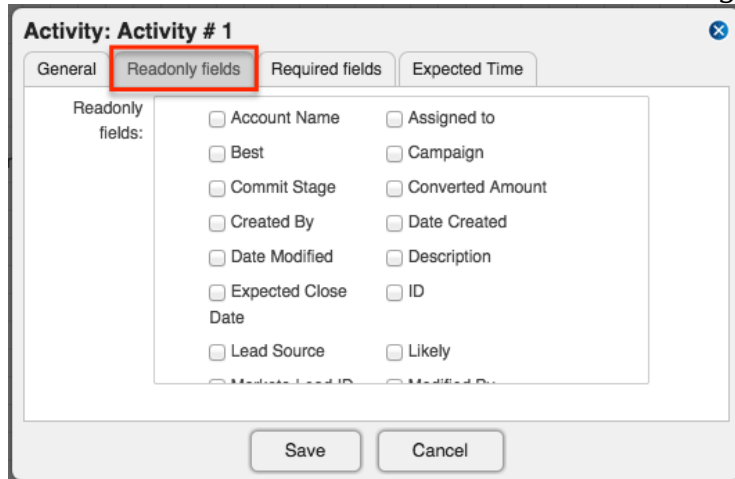 Activity: Activity # 1
General Readonly fields Required fields Expected Time
Readonly fields:
Account Name Assigned to
Best Campaign
Commit Stage Converted Amount
Created By Date Created
Date Modified Description
Expected Close Date ID
Lead Source Likely
Save Cancel